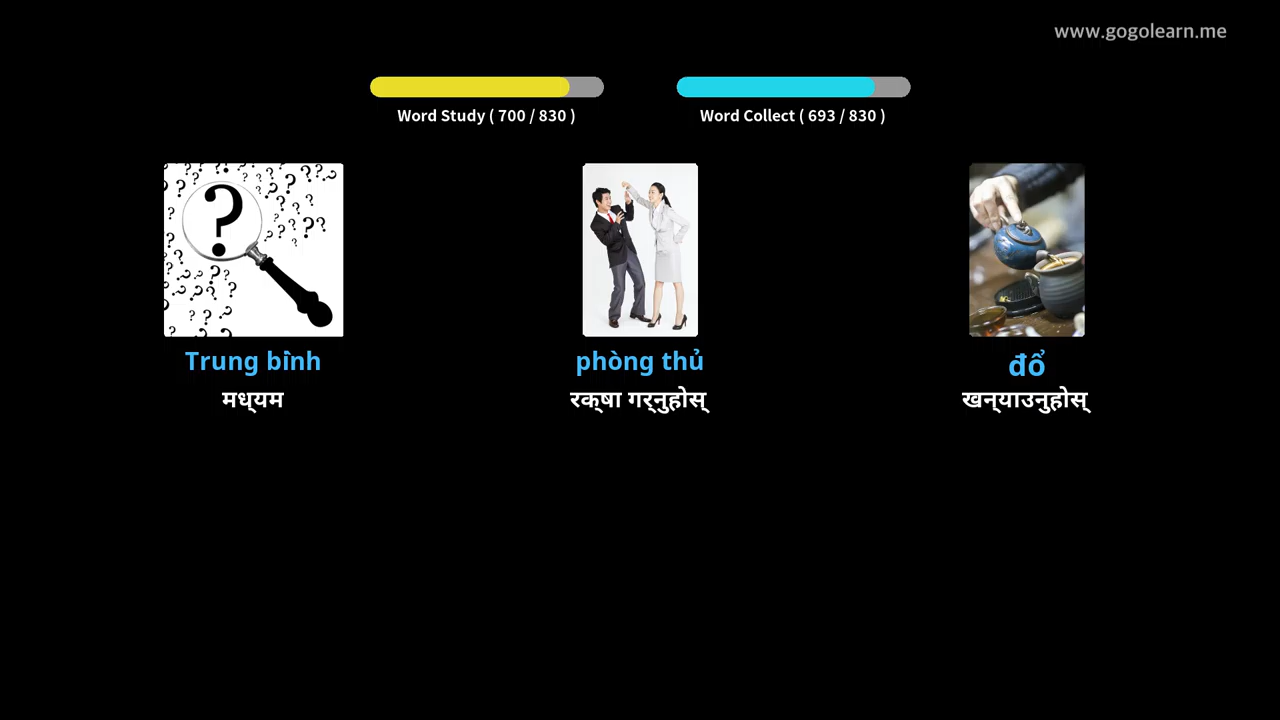 www.gogolearn.me
Word Study ( 700 / 830 )
Word Collect ( 693 / 830 )
Trung bình
phòng thủ
đổ
मध्यम
रक्षा गर्नुहोस्
खन्याउनुहोस्